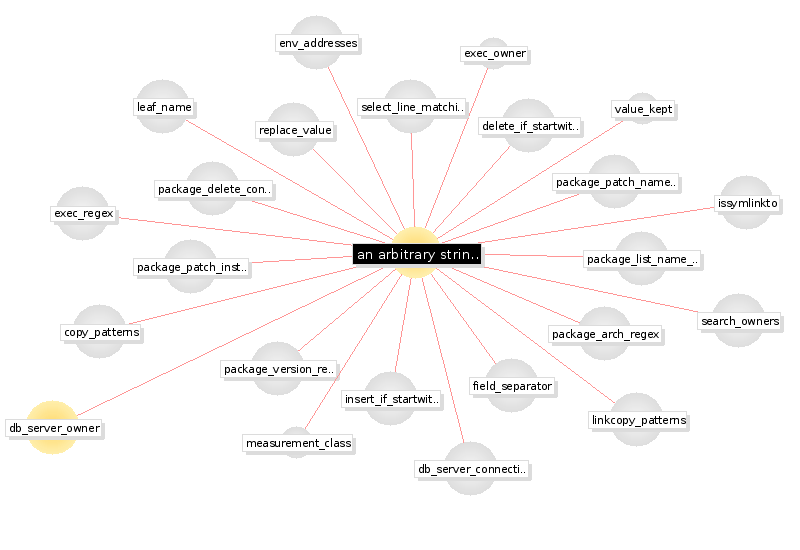 env_addresses
exec_owner
leaf_name
select_line_matchi..
value_kept
replace_value
delete_if_startwit..
package_delete_con..
package_patch_name..
exec_regex
issymlinkto
an arbitrary strin..
package_patch_inst..
package_list_name_..
copy_patterns
search_owners
package_arch_regex
package_version_re..
field_separator
insert_if_startwit..
linkcopy_patterns
db_server_owner
measurement_class
db_server_connecti..